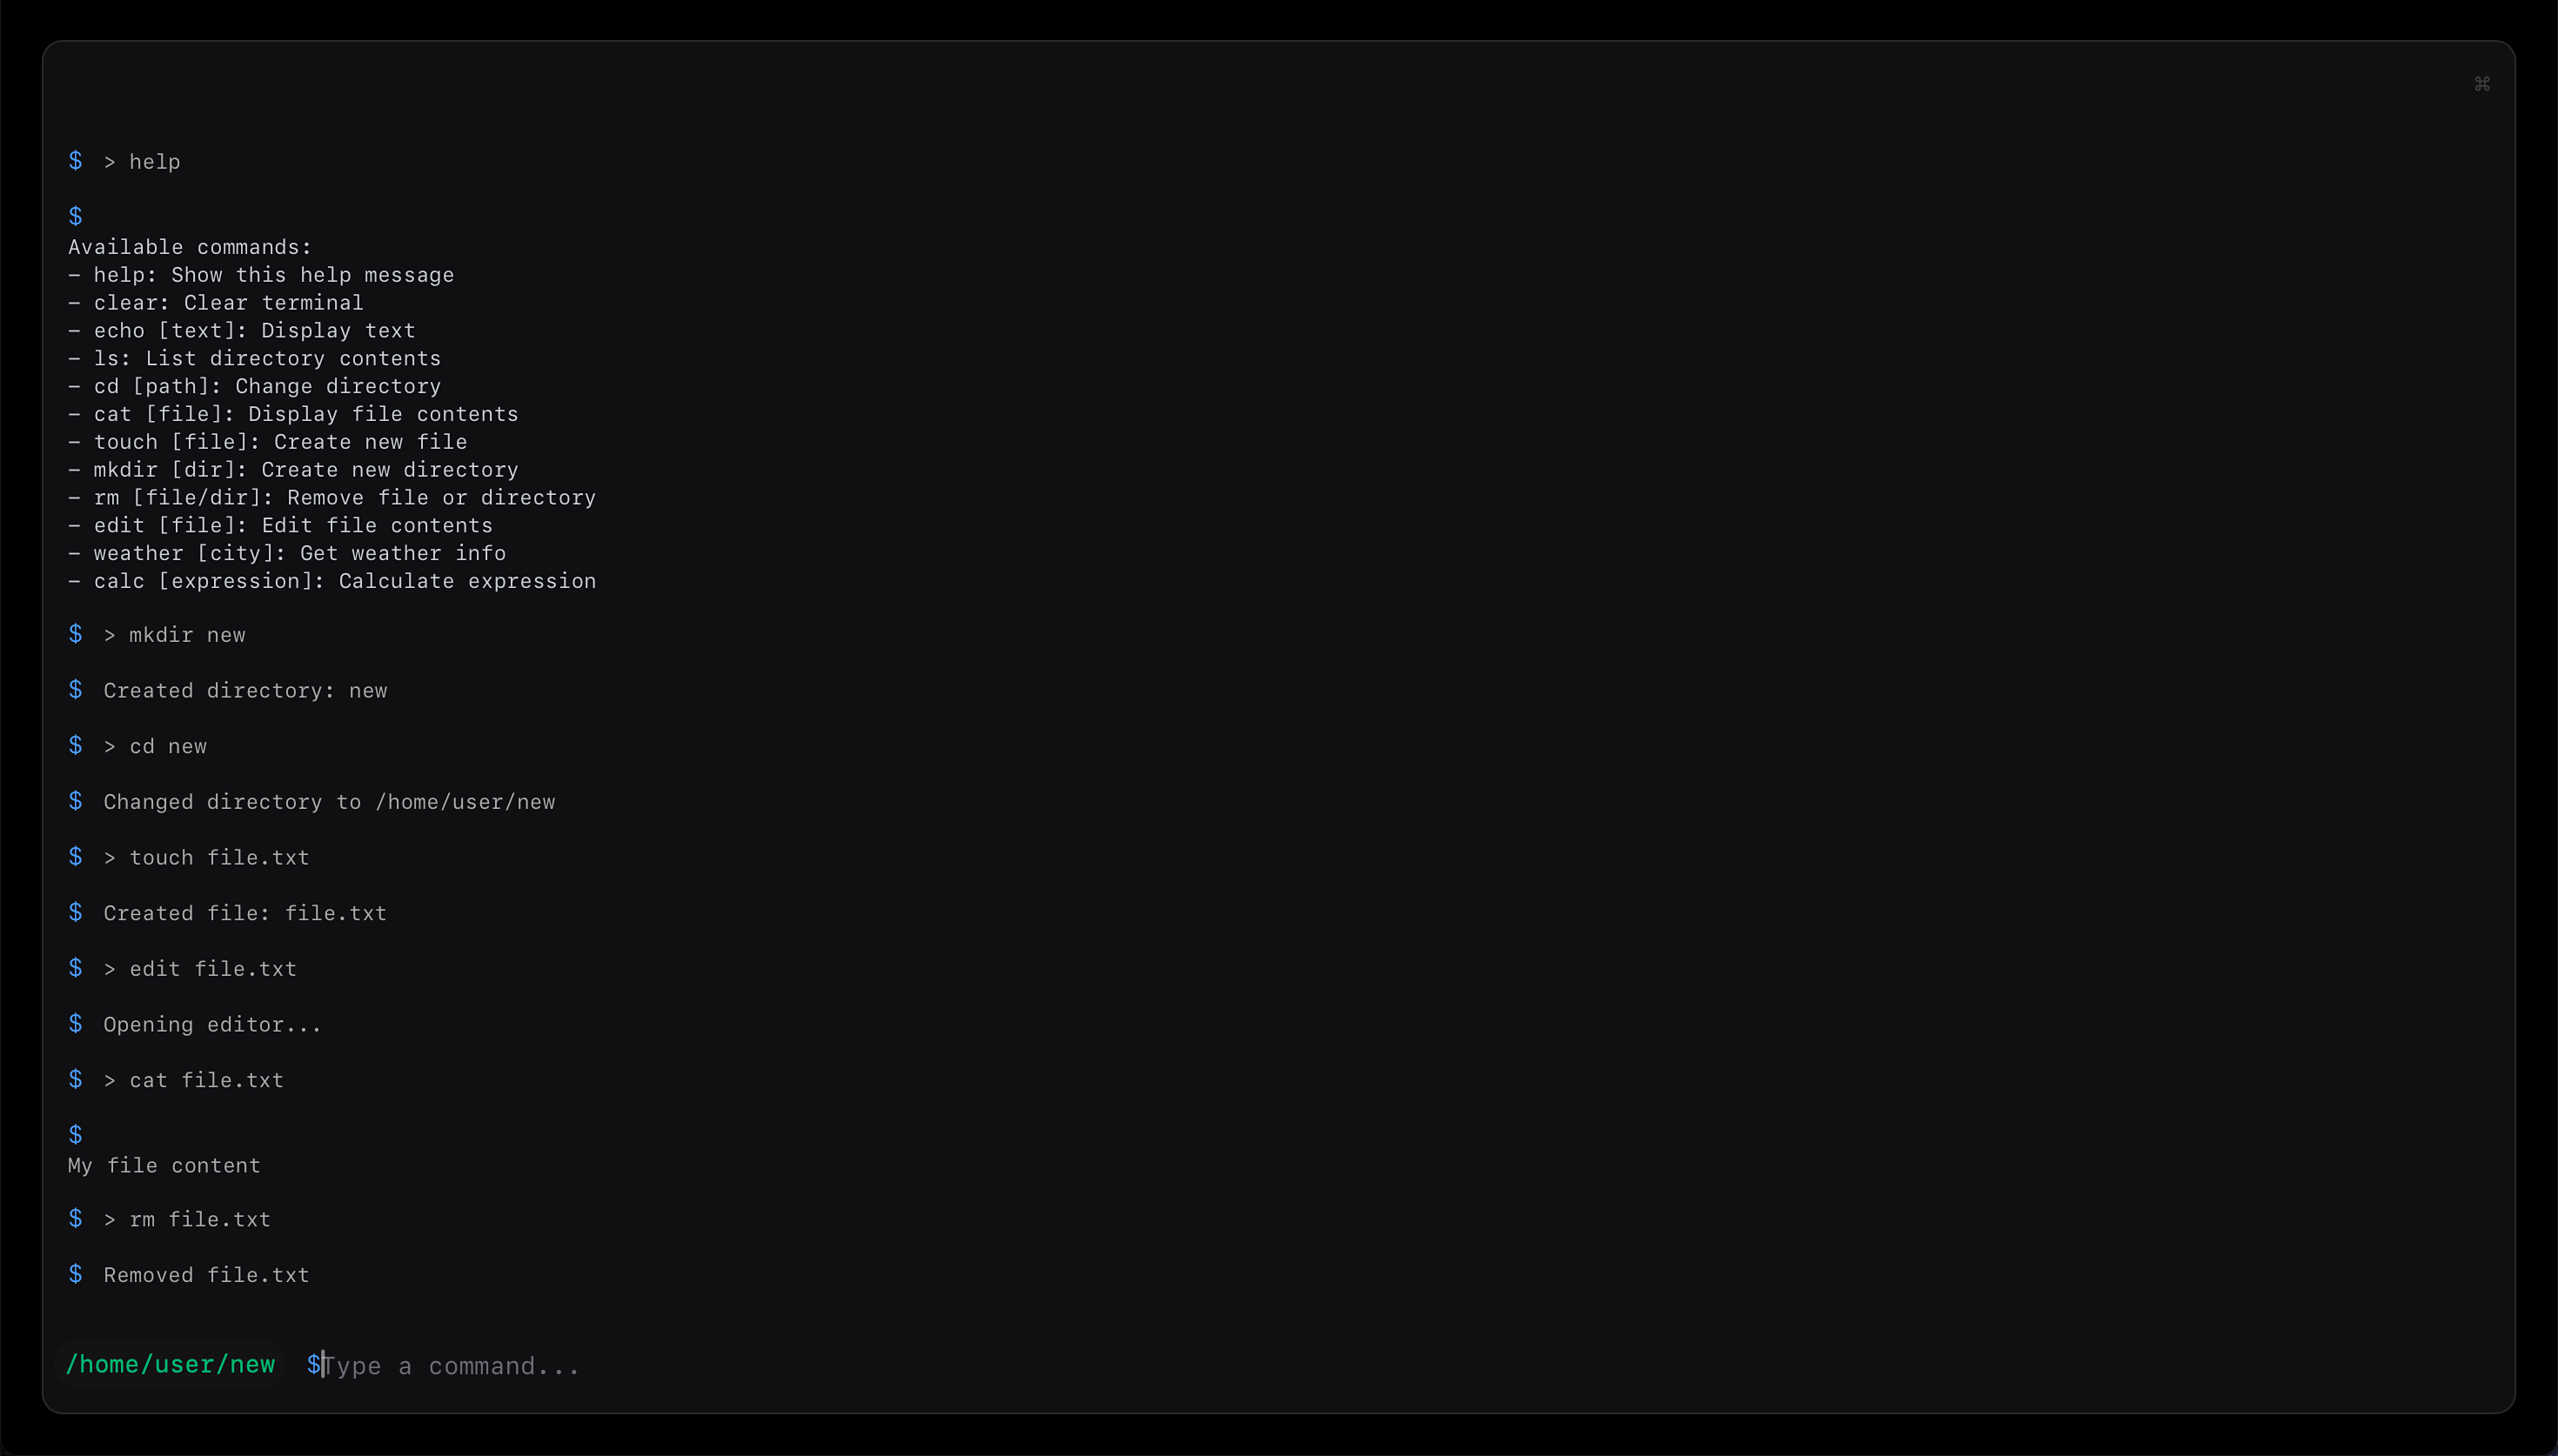 ⌘
$ > help
$
Available commands:
– help: Show this help message
– clear: Clear terminal
– echo [text]: Display text
– ls: List directory contents
– cd [path]: Change directory
– cat [file]: Display file contents
– touch [file]: Create new file
– mkdir [dir]: Create new directory
– rm [file/dir]: Remove file or directory
– edit [file]: Edit file contents
– weather [city]: Get weather info
– calc [expression]: Calculate expression
$ > mkdir new
$ Created directory: new
$ > cd new
$ Changed directory to /home/user/new
$ > touch file.txt
$ Created file: file.txt
$ > edit file.txt
$ Opening editor...
$ > cat file.txt
$
My file content
$ > rm file.txt
$ Removed file.txt
/home/user/new $Type a command...